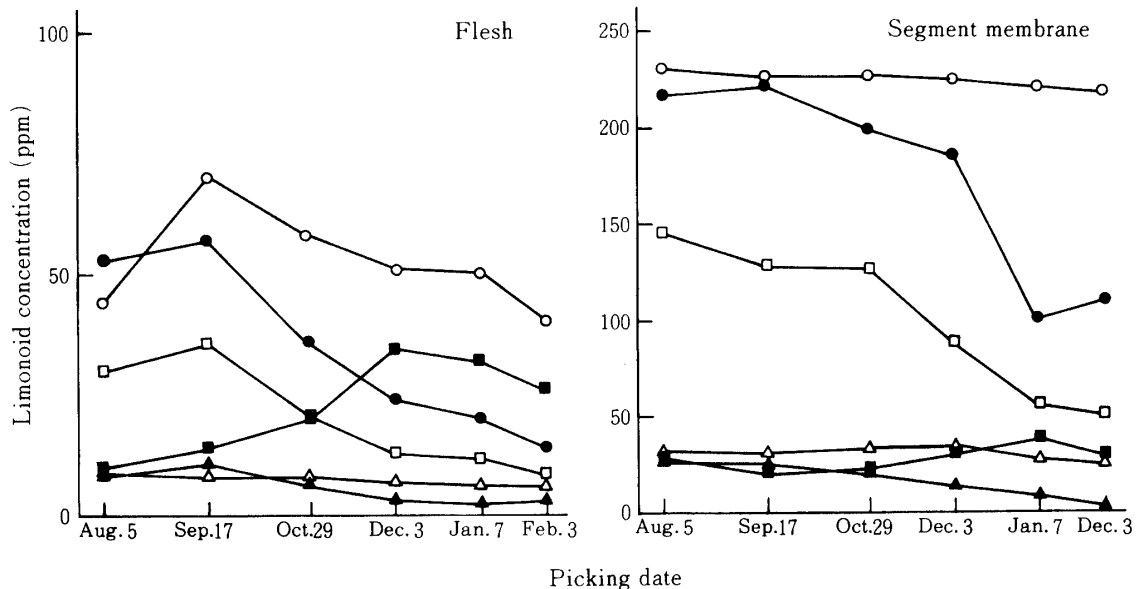 Limonoid concentration (ppm)
Flesh
100
50
0
Aug. 5 Sep.17 Oct.29 Dec. 3 Jan. 7 Feb. 3
Segment membrane
250
200
150
100
50
0
Aug. 5 Sep.17 Oct.29 Dec.3 Jan.7 Dec. 3
Picking date